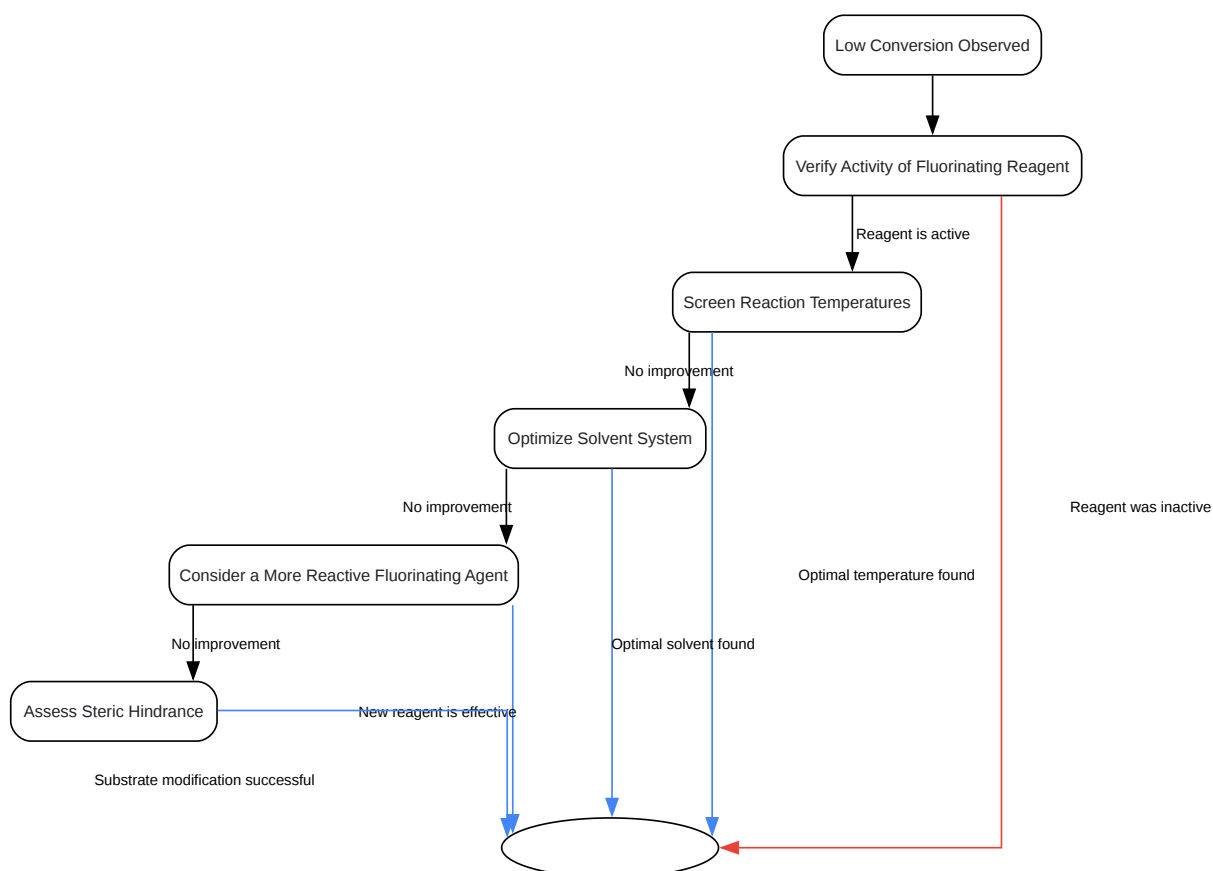 Low Conversion Observed
Verify Activity of Fluorinating Reagent
Reagent is active
Screen Reaction Temperatures
No improvement
Optimize Solvent System
No improvement
Reagent was inactive
Consider a More Reactive Fluorinating Agent
Optimal temperature found
No improvement
Optimal solvent found
Assess Steric Hindrance
New reagent is effective
Substrate modification successful